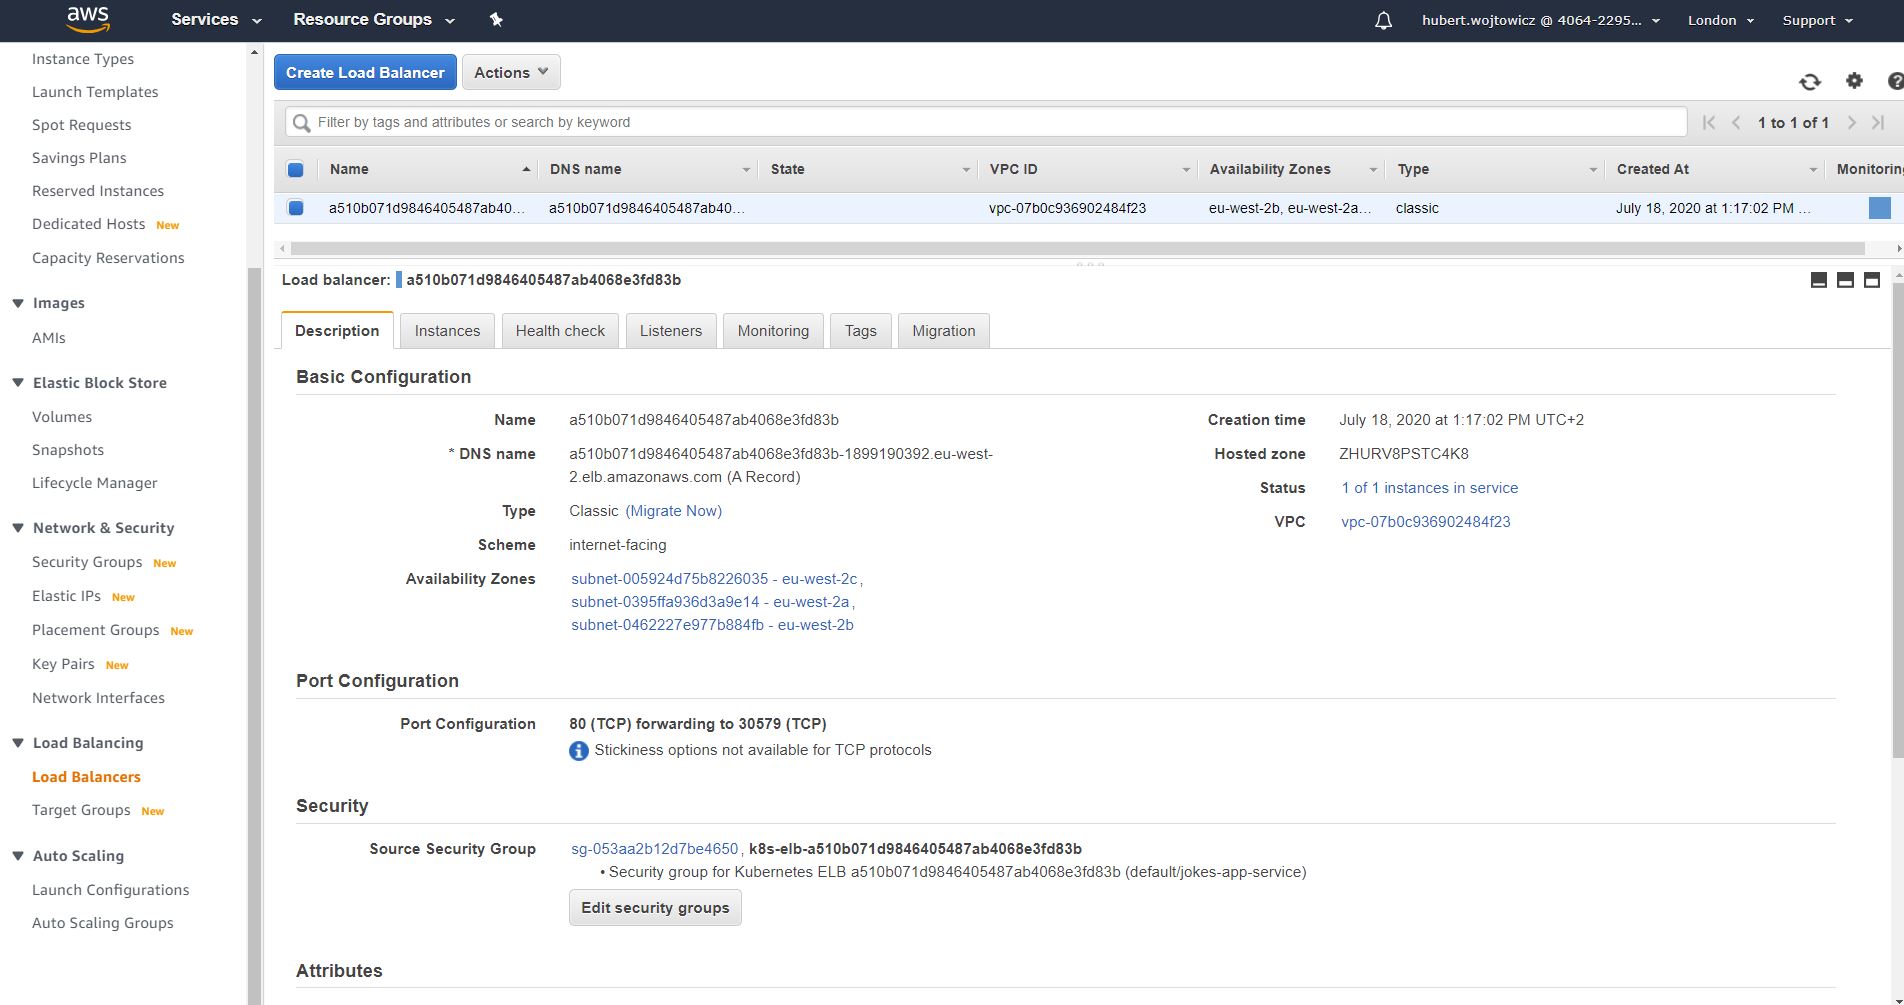 aws
Services
Resource Groups
hubert.wojtowicz @ 4064-2295...
London
Support
Instance Types
Launch Templates
Spot Requests
Savings Plans
Reserved Instances
Dedicated Hosts New
Capacity Reservations
Images
AMIs
Elastic Block Store
Volumes
Snapshots
Lifecycle Manager
Network & Security
Security Groups New
Elastic IPs New
Placement Groups New
Key Pairs New
Network Interfaces
Load Balancing
Load Balancers
Target Groups New
Auto Scaling
Launch Configurations
Auto Scaling Groups
Create Load Balancer
Actions
Filter by tags and attributes or search by keyword
1 to 1 of 1
Name DNS name State VPC ID Availability Zones Type Created At Monitoring
a510b071d9846405487ab40... a510b071d9846405487ab40... vpc-07b0c936902484f23 eu-west-2b, eu-west-2a... classic July 18, 2020 at 1:17:02 PM ...
Load balancer: a510b071d9846405487ab4068e3fd83b
Description Instances Health check Listeners Monitoring Tags Migration
Basic Configuration
Name a510b071d9846405487ab4068e3fd83b
* DNS name a510b071d9846405487ab4068e3fd83b-1899190392.eu-west-
2.elb.amazonaws.com (A Record)
Type Classic (Migrate Now)
Scheme internet-facing
Availability Zones subnet-005924d75b8226035 - eu-west-2c,
subnet-0395ffa936d3a9e14 - eu-west-2a,
subnet-0462227e977b884fb - eu-west-2b
Creation time July 18, 2020 at 1:17:02 PM UTC+2
Hosted zone ZHURV8PSTC4K8
Status 1 of 1 instances in service
VPC vpc-07b0c936902484f23
Port Configuration
Port Configuration 80 (TCP) forwarding to 30579 (TCP)
Stickiness options not available for TCP protocols
Security
Source Security Group sg-053aa2b12d7be4650, k8s-elb-a510b071d9846405487ab4068e3fd83b
• Security group for Kubernetes ELB a510b071d9846405487ab4068e3fd83b (default/jokes-app-service)
Edit security groups
Attributes